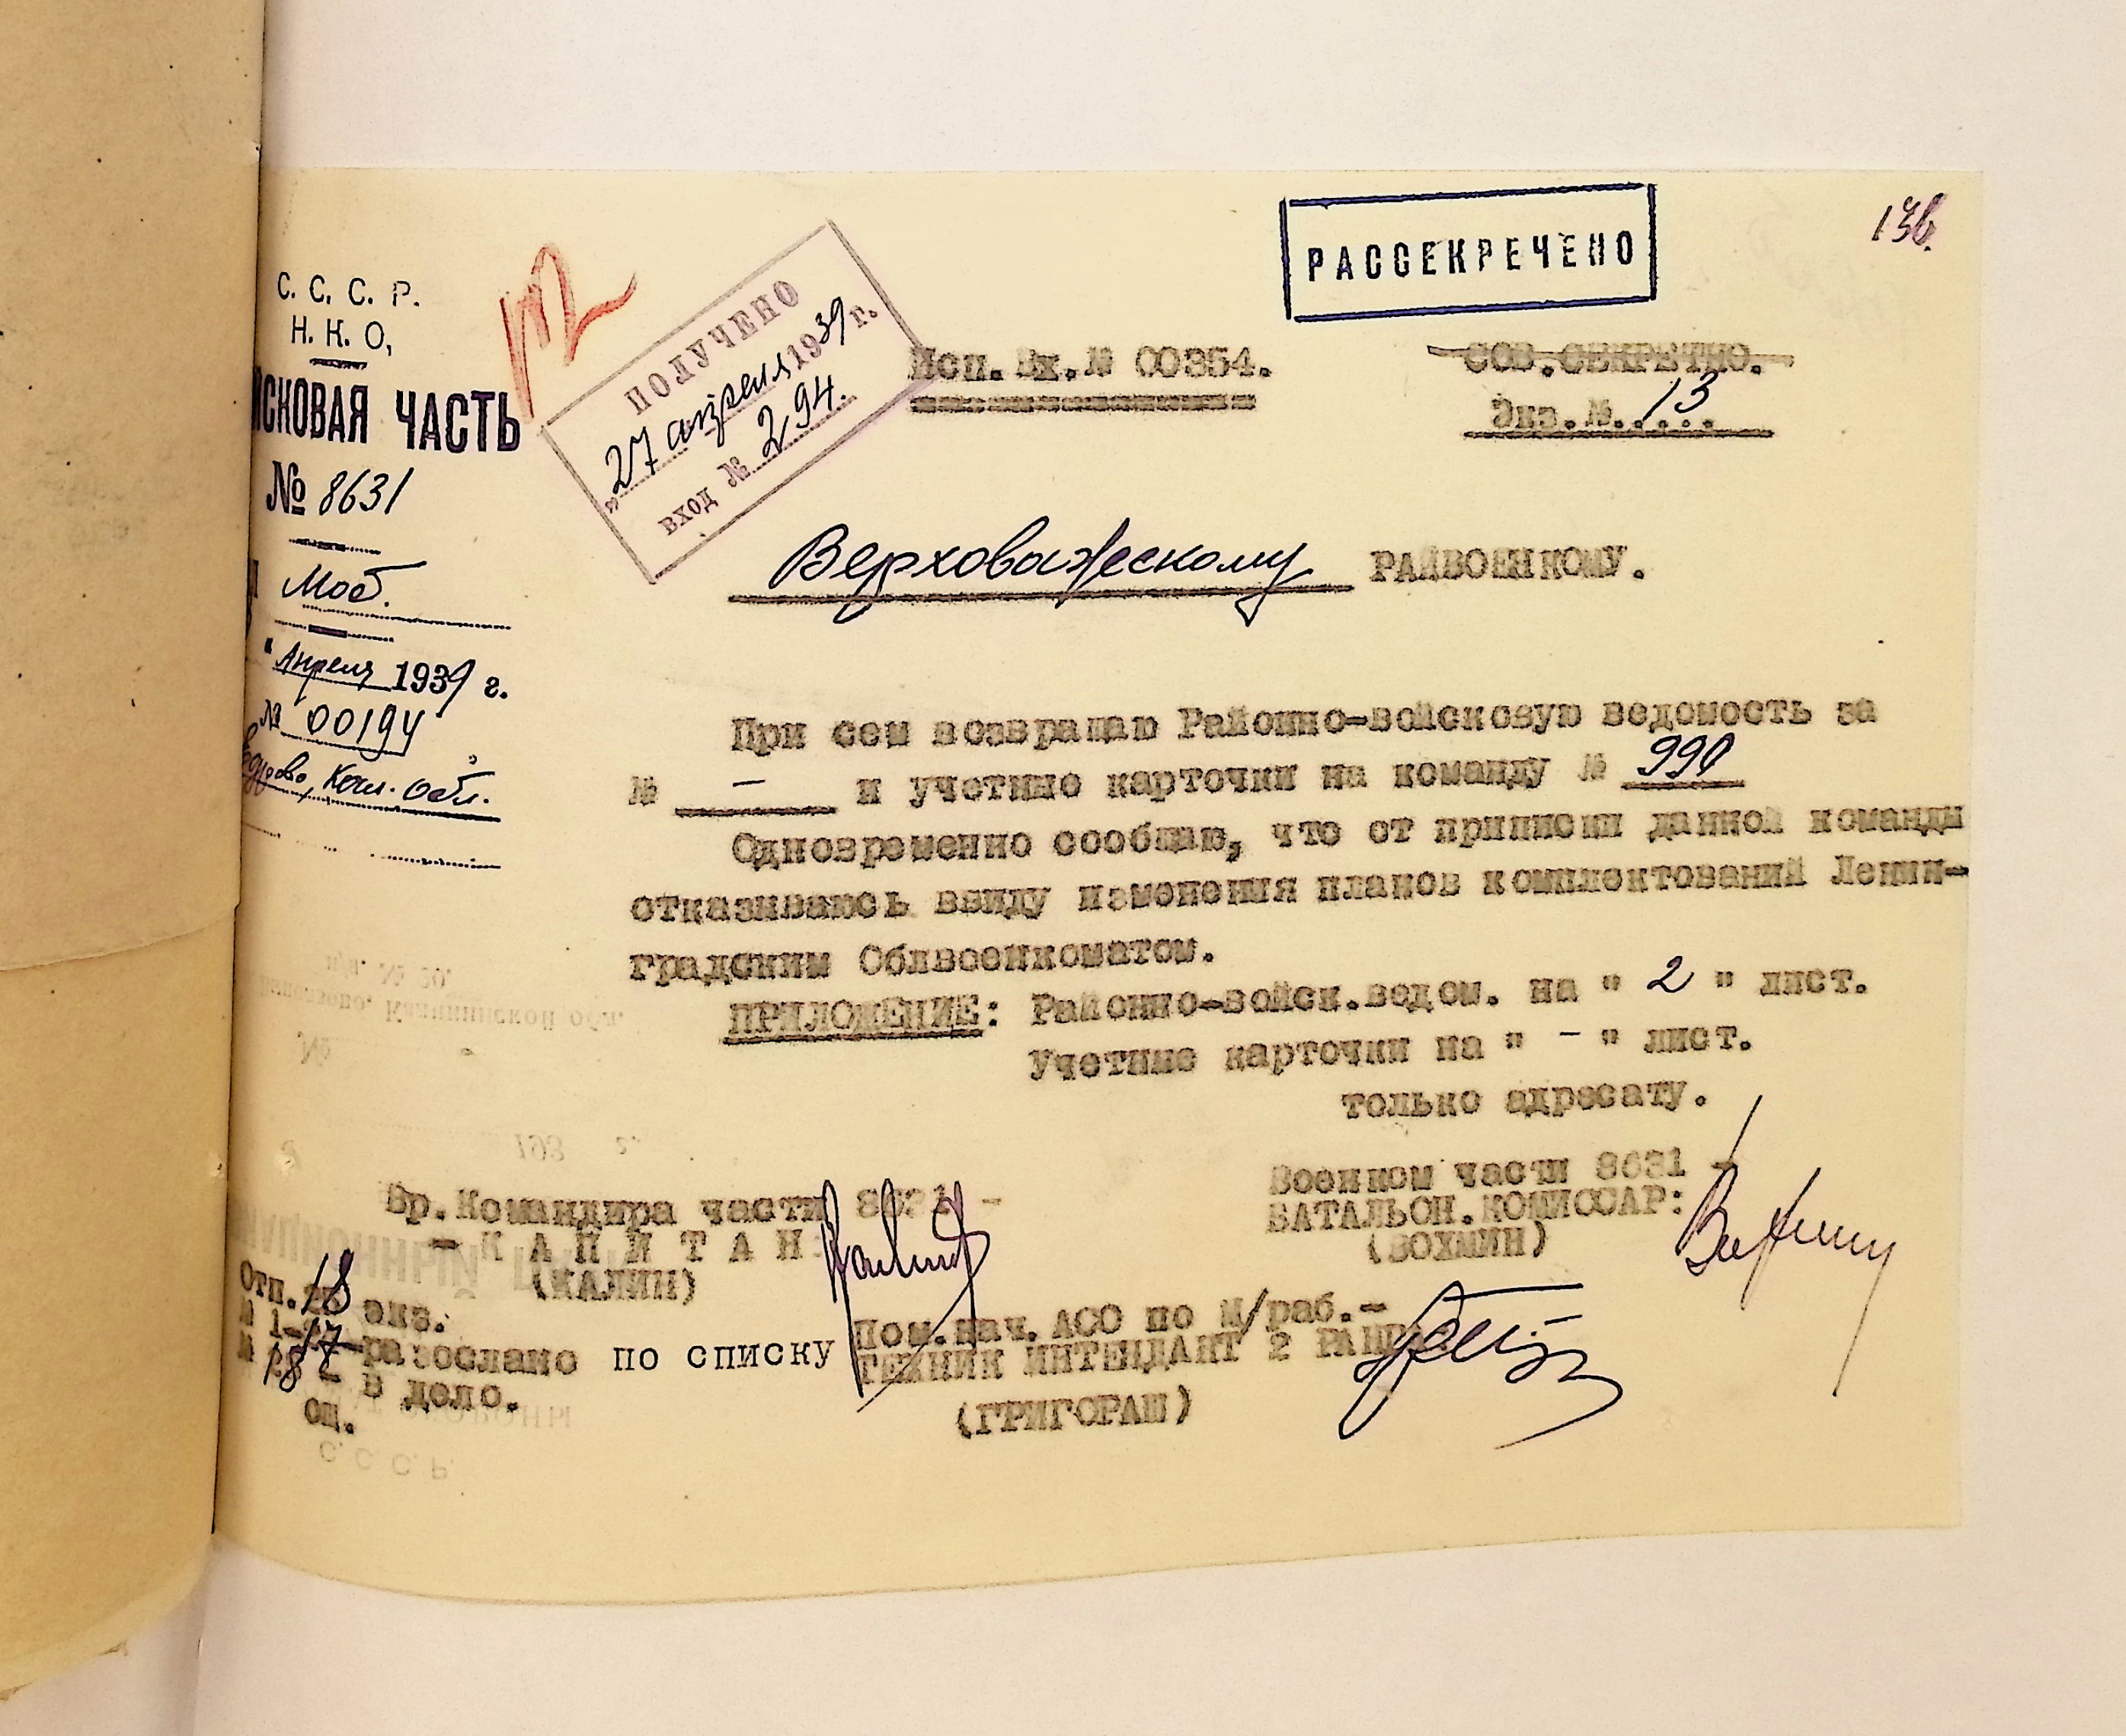 РАССЕКРЕЧЕНО
136.
С. С. С. Р.
Н. К. О,
ЙСКОВАЯ ЧАСТЬ
№ 8631
Моб.
" Апреля 1939 г.
№ 00194
Кал. обл.
ПОЛУЧЕНО
"27 апреля 1939 г.
ВХОД № 294.
Исп. Вх.№ 00354.
СОВ.СЕКРЕТНО.
Экз.№ 13
Верховажескому РАЙВОЕНКОМУ.
При сем возвращаю Районно-войсковую ведомость за
№ - и учетные карточки на команду № 990
Одновременно сообщаю, что от приписки данной команды
отказываюсь ввиду изменения планов комплектований Ленин-
градским Облвоенкоматом.
ПРИЛОЖЕНИЕ: Районно-войск.ведом. на " 2 " лист.
Учетные карточки на " - " лист.
только адресату.
Вр.Командира части 8631 -
- К А П И Т А Н:
(КАЛИН)
Военком части 8631 -
БАТАЛЬОН.КОМИССАР:
(ВОХМИН)
Отп. 18 экз.
№ 1-17 разослано по списку
№ 18 - в дело.
ОЩ.
Пом.нач. АСО по М/раб.-
ТЕХНИК ИНТЕНДАНТ 2 РАНГА
(ГРИГОРАШ)